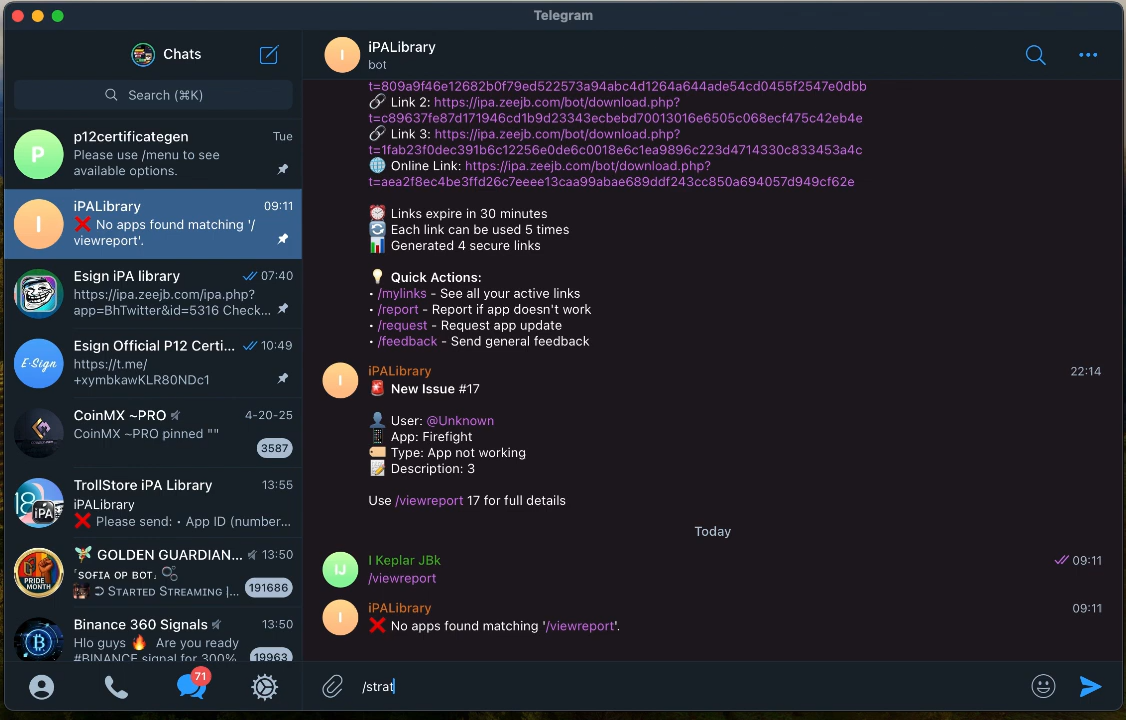 Telegram
Chats
Search (⌘K)
P
p12certificategen
Tue
Please use /menu to see
available options.
I
iPALibrary
09:11
❌ No apps found matching '/
viewreport'.
Esign iPA library
07:40
https://ipa.zeejb.com/ipa.php?
app=BhTwitter&id=5316 Check...
E-Sign
Esign Official P12 Certi...
10:49
https://t.me/
+xymbkawKLR80NDc1
CoinMX ~PRO
4-20-25
CoinMX ~PRO pinned ""
3587
18
iPA
TrollStore iPA Library
13:55
iPALibrary
❌ Please send: • App ID (number...
PRIDE
MONTH
GOLDEN GUARDIAN...
13:50
「SOFIA OP BOT」
➲ STARTED STREAMING |...
191686
Binance 360 Signals
13:50
Hlo guys 🔥 Are you ready
#BINANCE signal for 300%
19963
71
I
iPALibrary
bot
t=809a9f46e12682b0f79ed522573a94abc4d1264a644ade54cd0455f2547e0dbb
🔗 Link 2: https://ipa.zeejb.com/bot/download.php?
t=c89637fe87d171946cd1b9d23343ecbebd70013016e6505c068ecf475c42eb4e
🔗 Link 3: https://ipa.zeejb.com/bot/download.php?
t=1fab23f0dec391b6c12256e0de6c0018e6c1ea9896c223d4714330c833453a4c
🌐 Online Link: https://ipa.zeejb.com/bot/download.php?
t=aea2f8ec4be3ffd26c7eeee13caa99abae689ddf243cc850a694057d949cf62e
⏰ Links expire in 30 minutes
🔄 Each link can be used 5 times
📊 Generated 4 secure links
💡 Quick Actions:
• /mylinks - See all your active links
• /report - Report if app doesn't work
• /request - Request app update
• /feedback - Send general feedback
I
iPALibrary
22:14
🚨 New Issue #17
👤 User: @Unknown
📱 App: Firefight
🏷️ Type: App not working
📝 Description: 3
Use /viewreport 17 for full details
Today
IJ
I Keplar JBk
09:11
/viewreport
I
iPALibrary
09:11
❌ No apps found matching '/viewreport'.
/strat